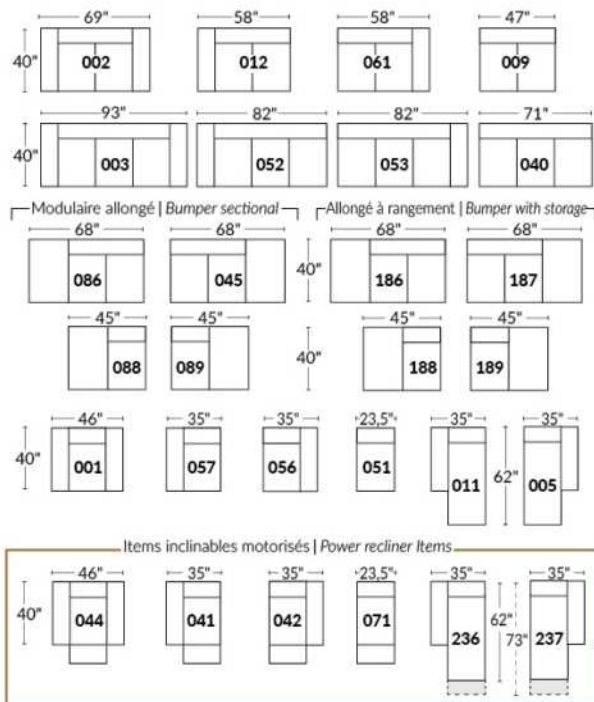 69" 58" 58" 47"
40" 002 012 061 009
93" 82" 82" 71"
40" 003 052 053 040
Modulaire allongé | Bumper sectional Allongé à rangement | Bumper with storage
68" 68" 68" 68"
086 045 40" 186 187
45" 45" 45" 45"
088 089 40" 188 189
46" 35" 35" 23,5" 35" 35"
40" 001 057 056 051 011 62" 005
Items inclinables motorisés | Power recliner Items
46" 35" 35" 23,5" 35" 35"
40" 044 041 042 071 236 62" 73" 237